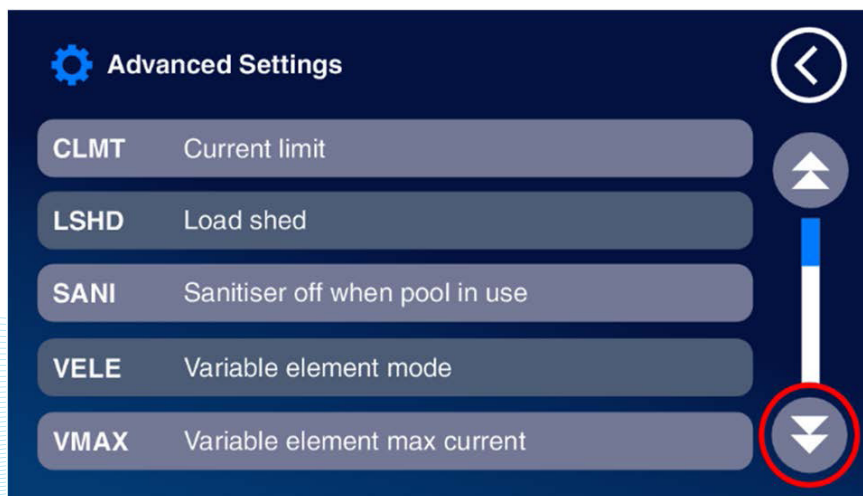 Advanced Settings
CLMT Current limit
LSHD Load shed
SANI Sanitiser off when pool in use
VELE Variable element mode
VMAX Variable element max current